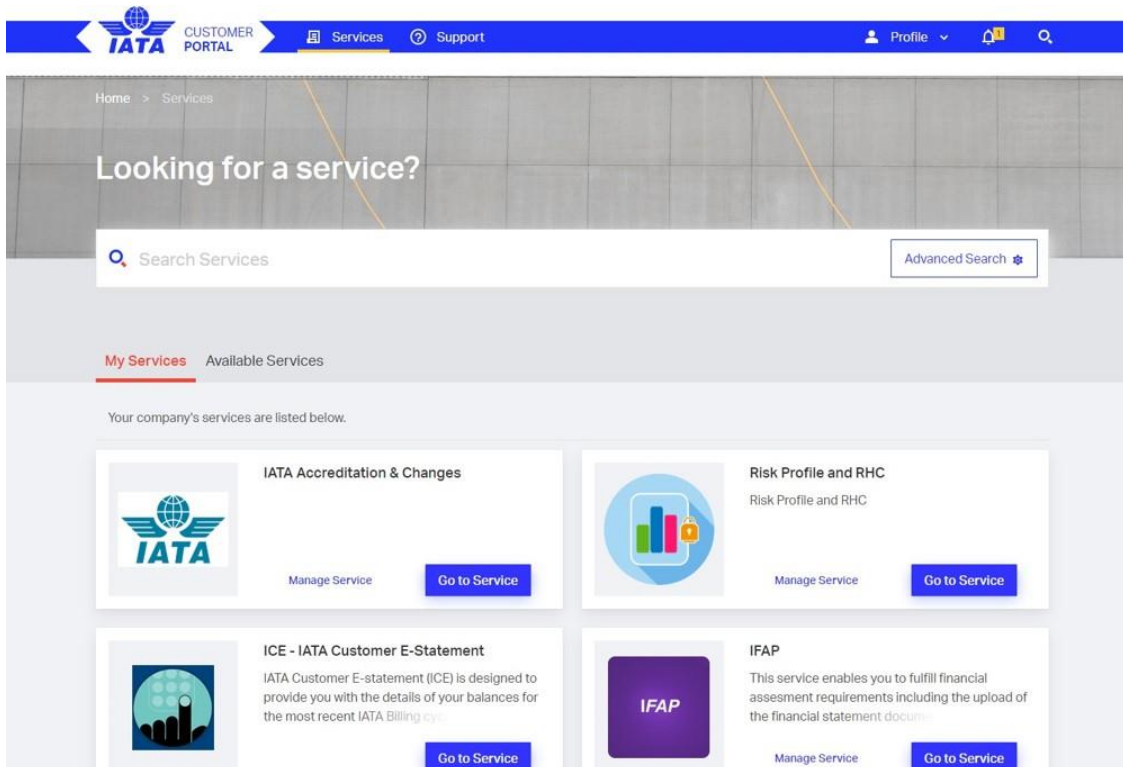 IATA
CUSTOMER
PORTAL
Services
Support
Profile
1
Home > Services
Looking for a service?
Search Services
Advanced Search
My Services
Available Services
Your company's services are listed below.
IATA
IATA Accreditation & Changes
Manage Service
Go to Service
Risk Profile and RHC
Risk Profile and RHC
Manage Service
Go to Service
ICE - IATA Customer E-Statement
IATA Customer E-statement (ICE) is designed to
provide you with the details of your balances for
the most recent IATA Billing cyc
Go to Service
IFAP
IFAP
This service enables you to fulfill financial
assesment requirements including the upload of
the financial statement docume
Manage Service
Go to Service